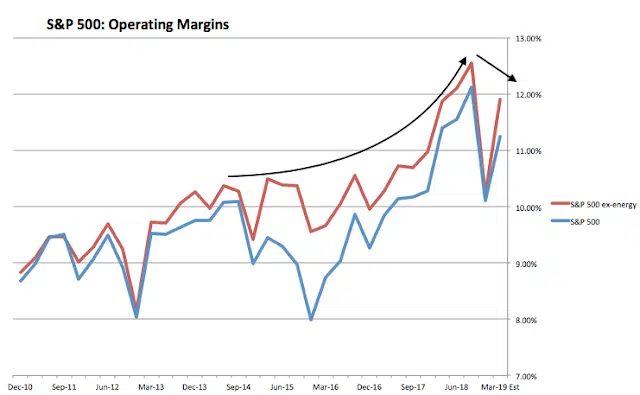 S&P 500: Operating Margins
13.00%
12.00%
11.00%
10.00%
9.00%
8.00%
7.00%
S&P 500 ex-energy
S&P 500
Dec-10 Sep-11 Jun-12 Mar-13 Dec-13 Sep-14 Jun-15 Mar-16 Dec-16 Sep-17 Jun-18 Mar-19 Est